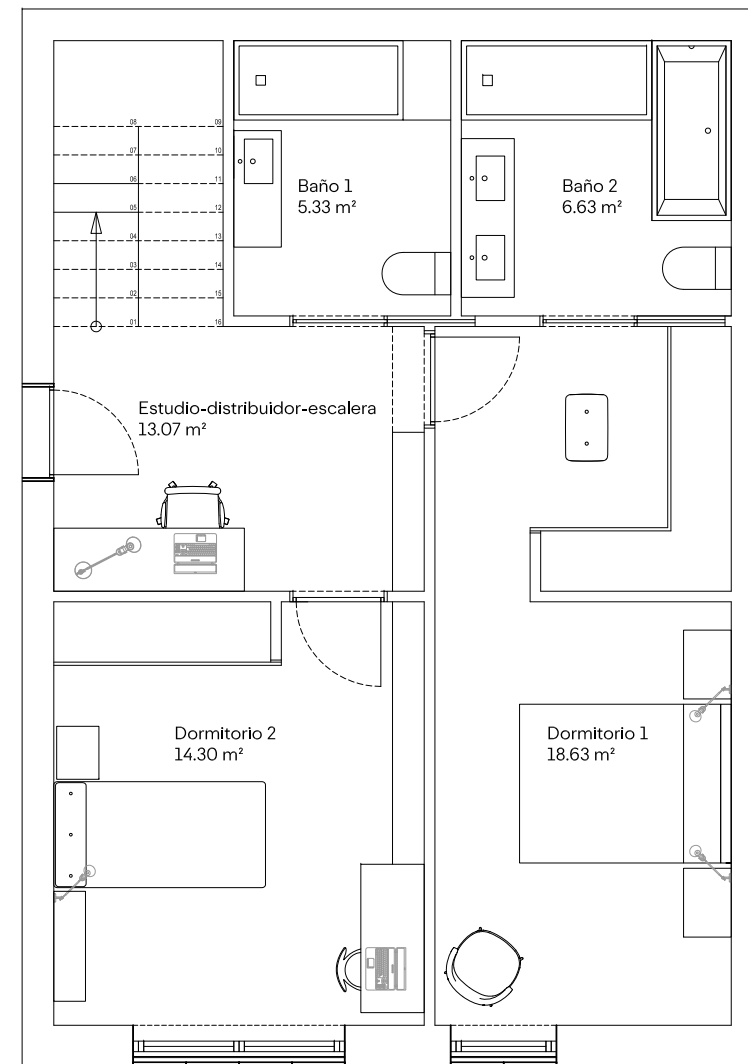 08 09
07 10
06 11
05 12
04 13
03 14
02 15
01 16
Baño 1
5.33 m²
Baño 2
6.63 m²
Estudio-distribuidor-escalera
13.07 m²
Dormitorio 2
14.30 m²
Dormitorio 1
18.63 m²